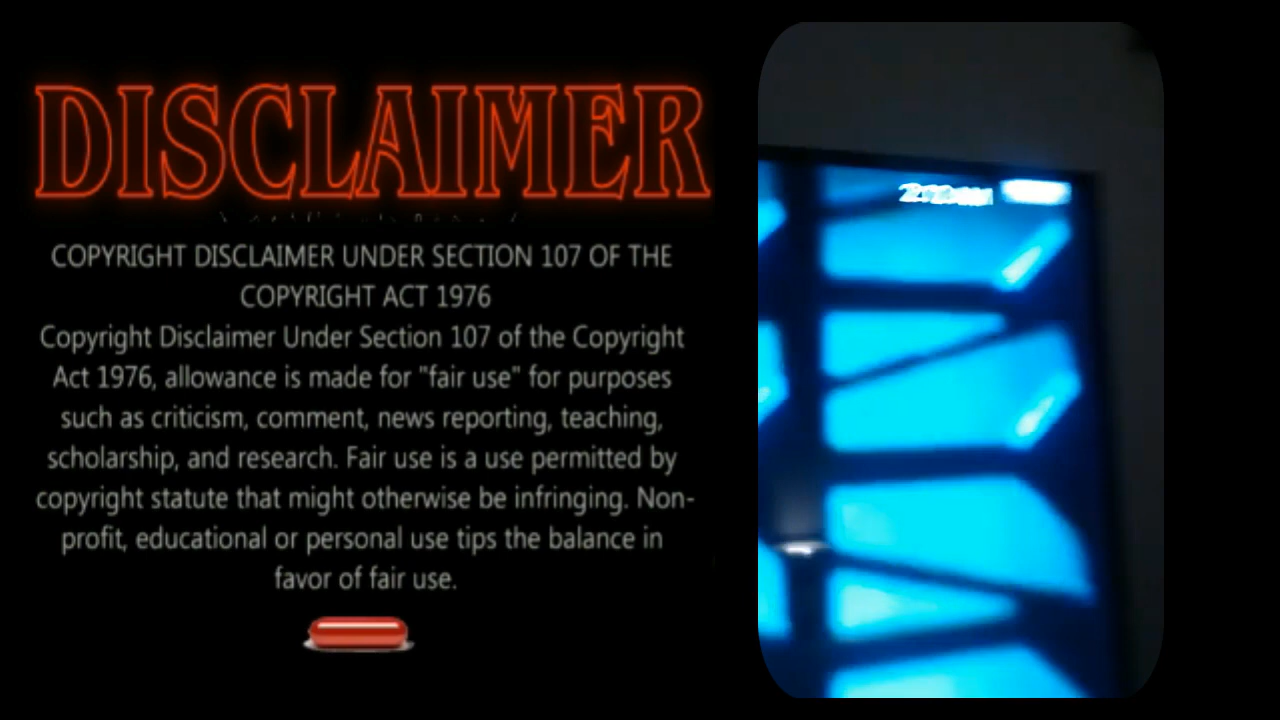 DISCLAIMER
COPYRIGHT DISCLAIMER UNDER SECTION 107 OF THE
COPYRIGHT ACT 1976
Copyright Disclaimer Under Section 107 of the Copyright
Act 1976, allowance is made for "fair use" for purposes
such as criticism, comment, news reporting, teaching,
scholarship, and research. Fair use is a use permitted by
copyright statute that might otherwise be infringing. Non-
profit, educational or personal use tips the balance in
favor of fair use.